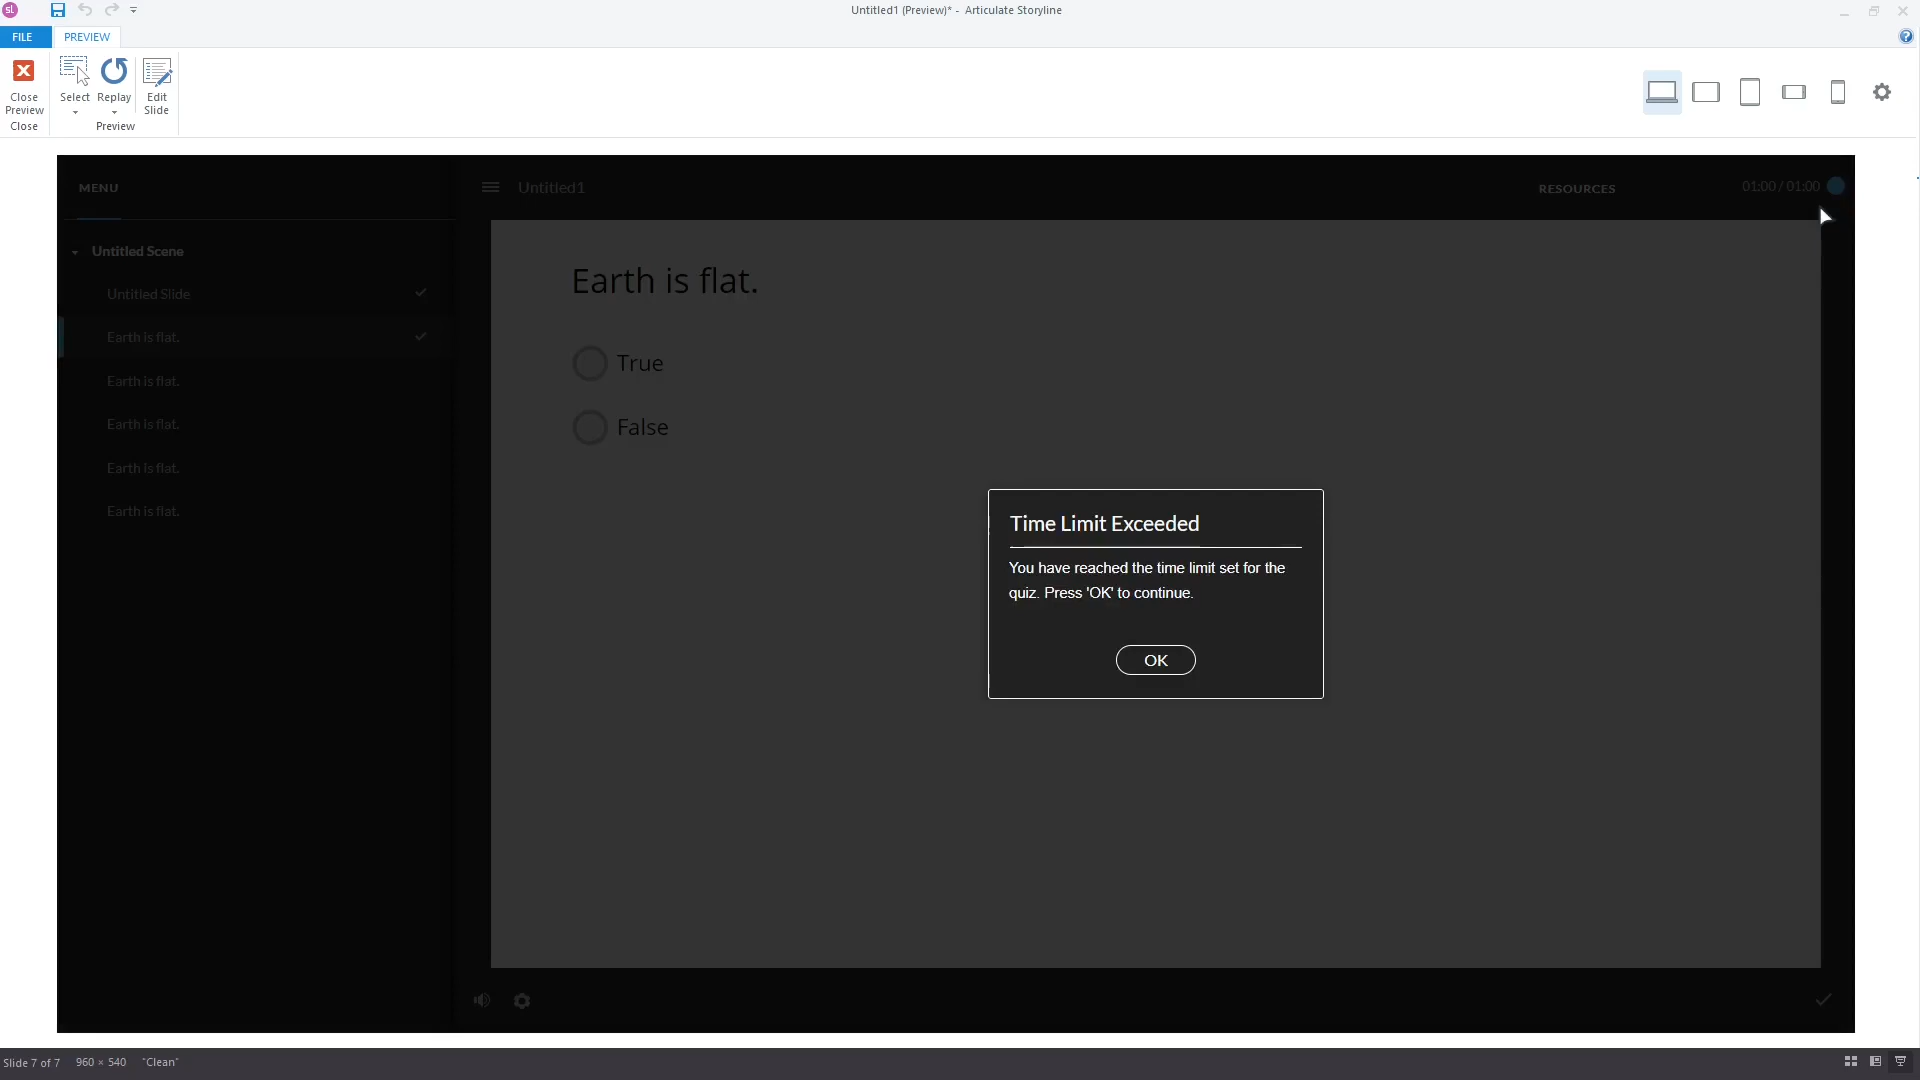 sl
Untitled1 (Preview)* - Articulate Storyline
FILE
PREVIEW
?
Close
Preview
Select
Replay
Edit
Slide
Close
Preview
MENU
Untitled1
RESOURCES
01:00 / 01:00
Untitled Scene
Untitled Slide
Earth is flat.
Earth is flat.
Earth is flat.
Earth is flat.
Earth is flat.
Earth is flat.
True
False
Time Limit Exceeded
You have reached the time limit set for the
quiz. Press 'OK' to continue.
OK
Slide 7 of 7 960 × 540 "Clean"